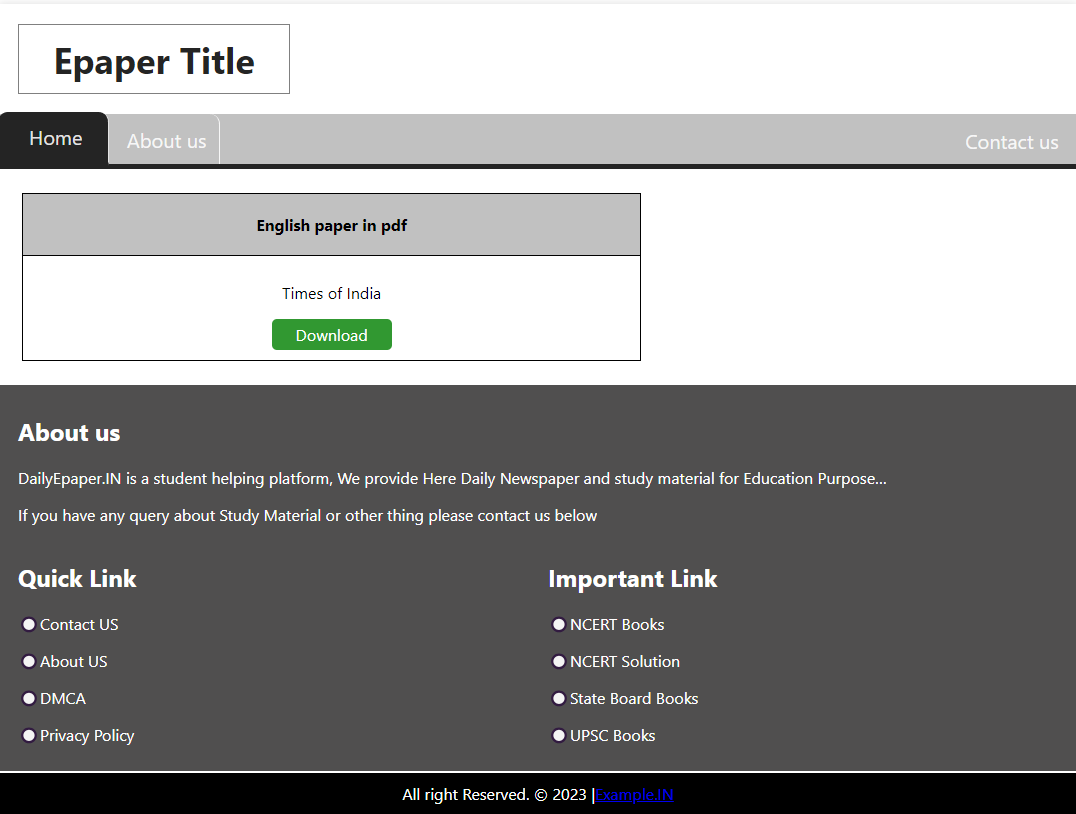 Epaper Title
Home About us Contact us
English paper in pdf
Times of India
Download
About us
DailyEpaper.IN is a student helping platform, We provide Here Daily Newspaper and study material for Education Purpose...
If you have any query about Study Material or other thing please contact us below
Quick Link
Contact US
About US
DMCA
Privacy Policy
Important Link
NCERT Books
NCERT Solution
State Board Books
UPSC Books
All right Reserved. © 2023 |Example.IN